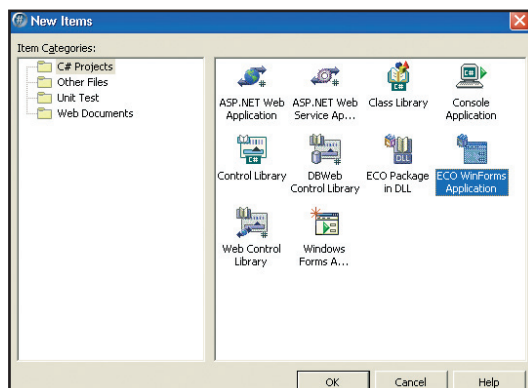 New Items
Item Categories:
C# Projects
Other Files
Unit Test
Web Documents
ASP.NET Web Application
ASP.NET Web Service Ap...
Class Library
Console Application
Control Library
DBWeb Control Library
ECO Package in DLL
ECO WinForms Application
Web Control Library
Windows Forms A...
OK
Cancel
Help